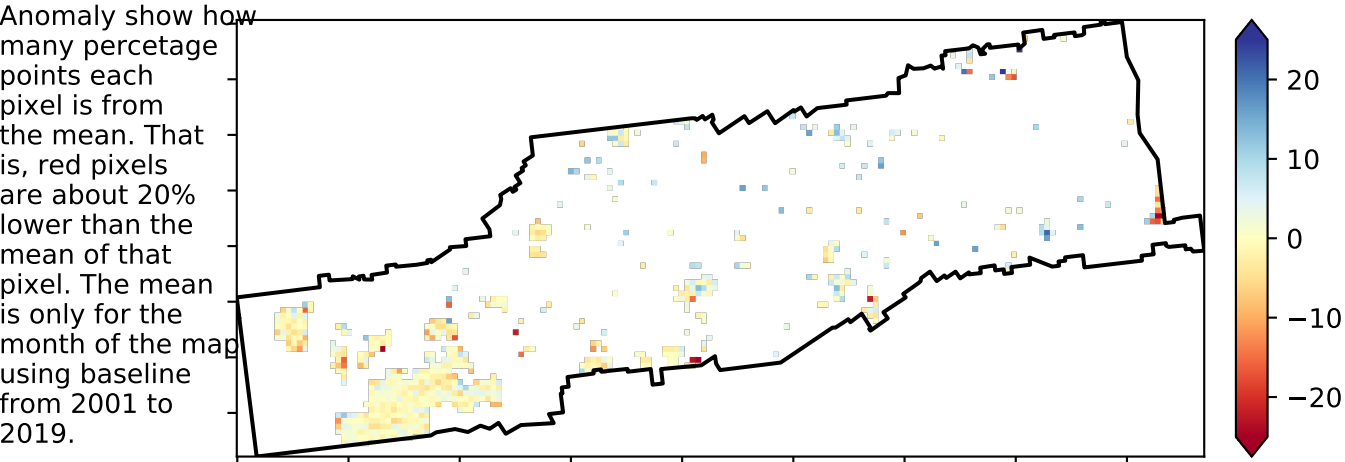 Anomaly show how
many percetage
points each
pixel is from
the mean. That
is, red pixels
are about 20%
lower than the
mean of that
pixel. The mean
is only for the
month of the map
using baseline
from 2001 to
2019.
20
10
0
−10
−20